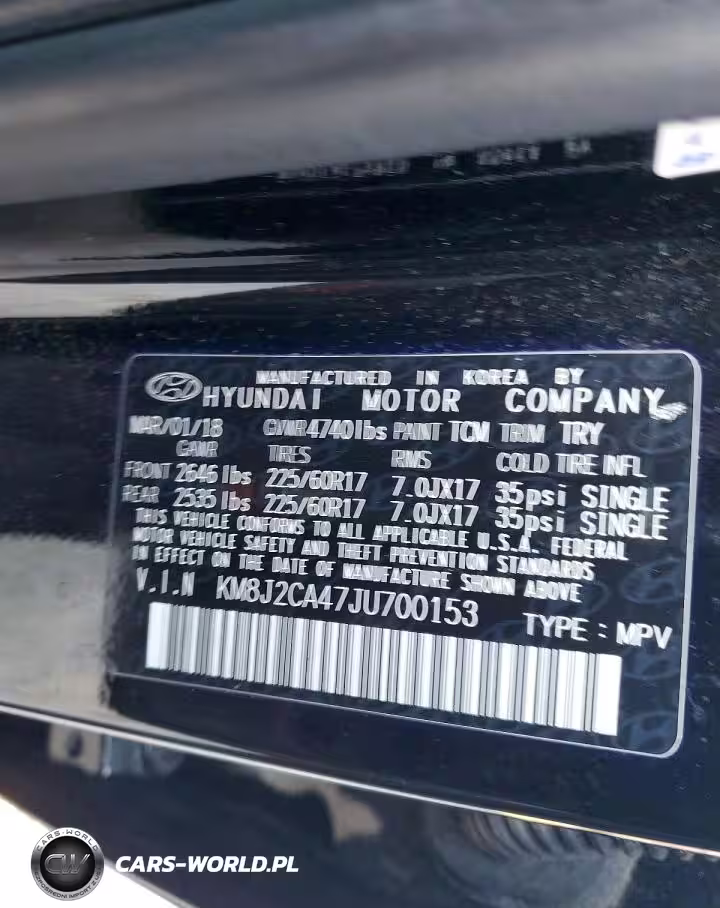 MANUFACTURED IN KOREA BY
HYUNDAI MOTOR COMPANY
MAR/01/18 GVWR 4740lbs PAINT TCM TRIM TRY
GAWR TIRES RIMS COLD TIRE INFL
FRONT 2646 lbs 225/60R17 7.0JX17 35psi SINGLE
REAR 2535 lbs 225/60R17 7.0JX17 35psi SINGLE
THIS VEHICLE CONFORMS TO ALL APPLICABLE U.S.A. FEDERAL
MOTOR VEHICLE SAFETY AND THEFT PREVENTION STANDARDS
IN EFFECT ON THE DATE OF MANUFACTURE SHOWN ABOVE
V.I.N KM8J2CA47JU700153
TYPE : MPV
CARS-WORLD
CW
CARS-WORLD.PL